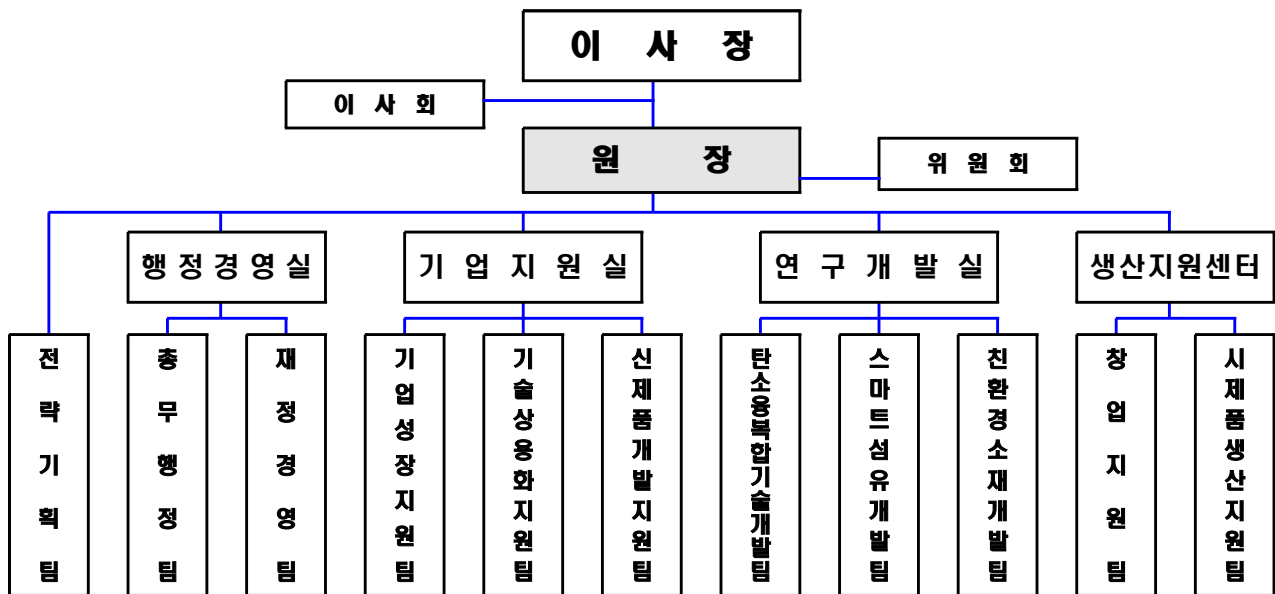 이 사 장
이 사 회
원 장
위 원 회
행정경영실
기 업 지 원 실
연 구 개 발 실
생산지원센터
전략기획팀
총무행정팀
재정경영팀
기업성장지원팀
기술상용화지원팀
신제품개발지원팀
탄소융복합기술개발팀
스마트섬유개발팀
친환경소재개발팀
창업지원팀
시제품생산지원팀